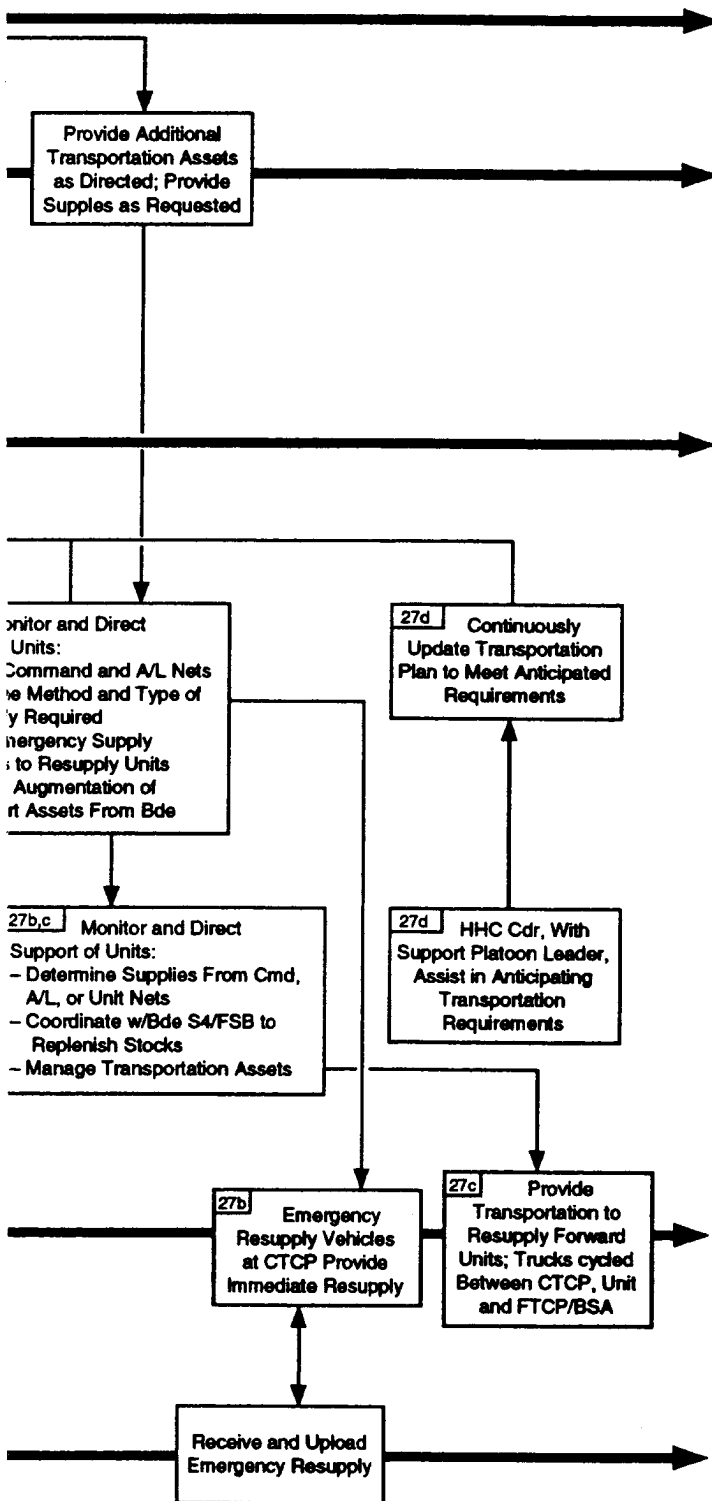 Provide Additional
Transportation Assets
as Directed; Provide
Supples as Requested
onitor and Direct
Units:
Command and A/L Nets
Method and Type of
Required
mergency Supply
to Resupply Units
Augmentation of
rt Assets From Bde
27d Continuously
Update Transportation
Plan to Meet Anticipated
Requirements
27b,c Monitor and Direct
Support of Units:
– Determine Supplies From Cmd,
A/L, or Unit Nets
– Coordinate w/Bde S4/FSB to
Replenish Stocks
– Manage Transportation Assets
27d HHC Cdr, With
Support Platoon Leader,
Assist in Anticipating
Transportation
Requirements
27b Emergency
Resupply Vehicles
at CTCP Provide
Immediate Resupply
27c Provide
Transportation to
Resupply Forward
Units; Trucks cycled
Between CTCP, Unit
and FTCP/BSA
Receive and Upload
Emergency Resupply